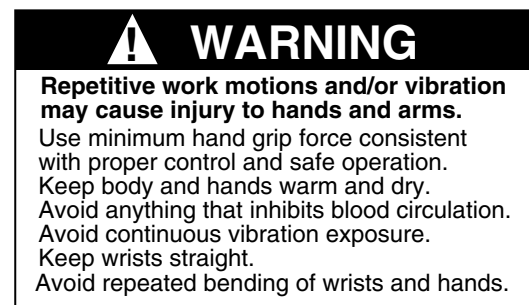 WARNING
Repetitive work motions and/or vibration
may cause injury to hands and arms.
Use minimum hand grip force consistent
with proper control and safe operation.
Keep body and hands warm and dry.
Avoid anything that inhibits blood circulation.
Avoid continuous vibration exposure.
Keep wrists straight.
Avoid repeated bending of wrists and hands.